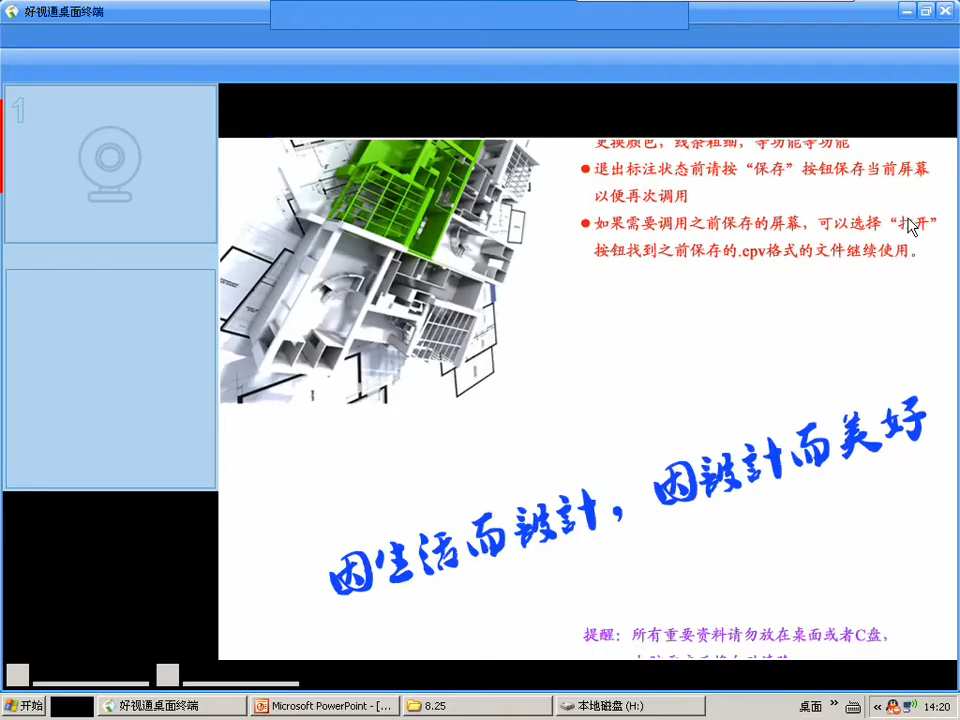 好视通桌面终端
1
更换颜色，线条粗细，等功能等功能
●退出标注状态前请按“保存”按钮保存当前屏幕
以便再次调用
●如果需要调用之前保存的屏幕，可以选择“打开”
按钮找到之前保存的.epv格式的文件继续使用。
因生活而設計，因設計而美好
提醒：所有重要资料请勿放在桌面或者C盘，
开始
好视通桌面终端
Microsoft PowerPoint - [...
8.25
本地磁盘 (H:)
桌面
14:20